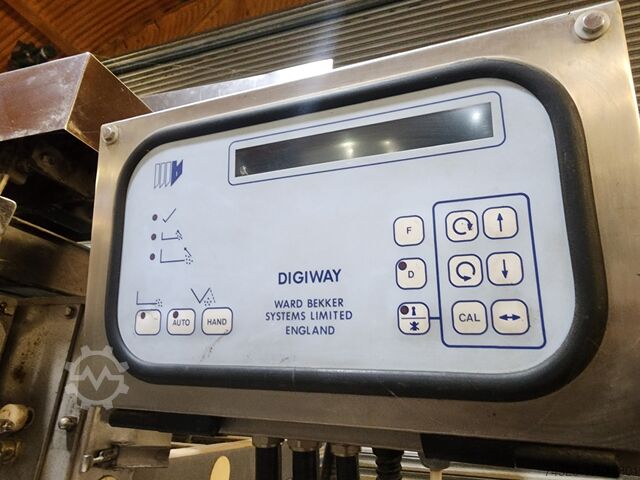 F
D
DIGIWAY
WARD BEKKER
SYSTEMS LIMITED
ENGLAND
AUTO
HAND
CAL